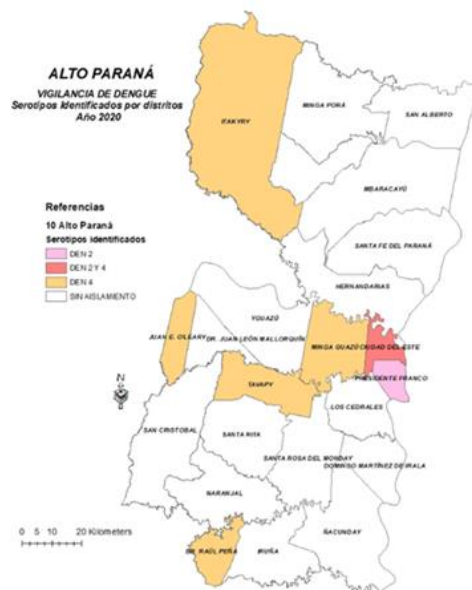 ALTO PARANÁ
VIGILANCIA DE DENGUE
Serotipos Identificados por distritos
Año 2020
Referencias
10 Alto Paraná
Serotipos identificados
DEN 2
DEN 2 Y 4
DEN 4
SIN AISLAMIENTO
ITAKYRY
MINGA PORÁ
SAN ALBERTO
MBARACAYÚ
SANTA FE DEL PARANÁ
HERNANDARIAS
YGUAZÚ
JUAN E. OLEARY
DR. JUAN LEÓN MALLORQUÍN
MINGA GUAZÚ
CIUDAD DEL ESTE
PRESIDENTE FRANCO
TAVAPY
LOS CEDRALES
SAN CRISTOBAL
SANTA RITA
SANTA ROSA DEL MONDAY
DOMINGO MARTÍNEZ DE IRALA
NARANJAL
ÑACUNDAY
DR. RAÚL PEÑA
IRUÑA
N
0 5 10 20 Kilometers